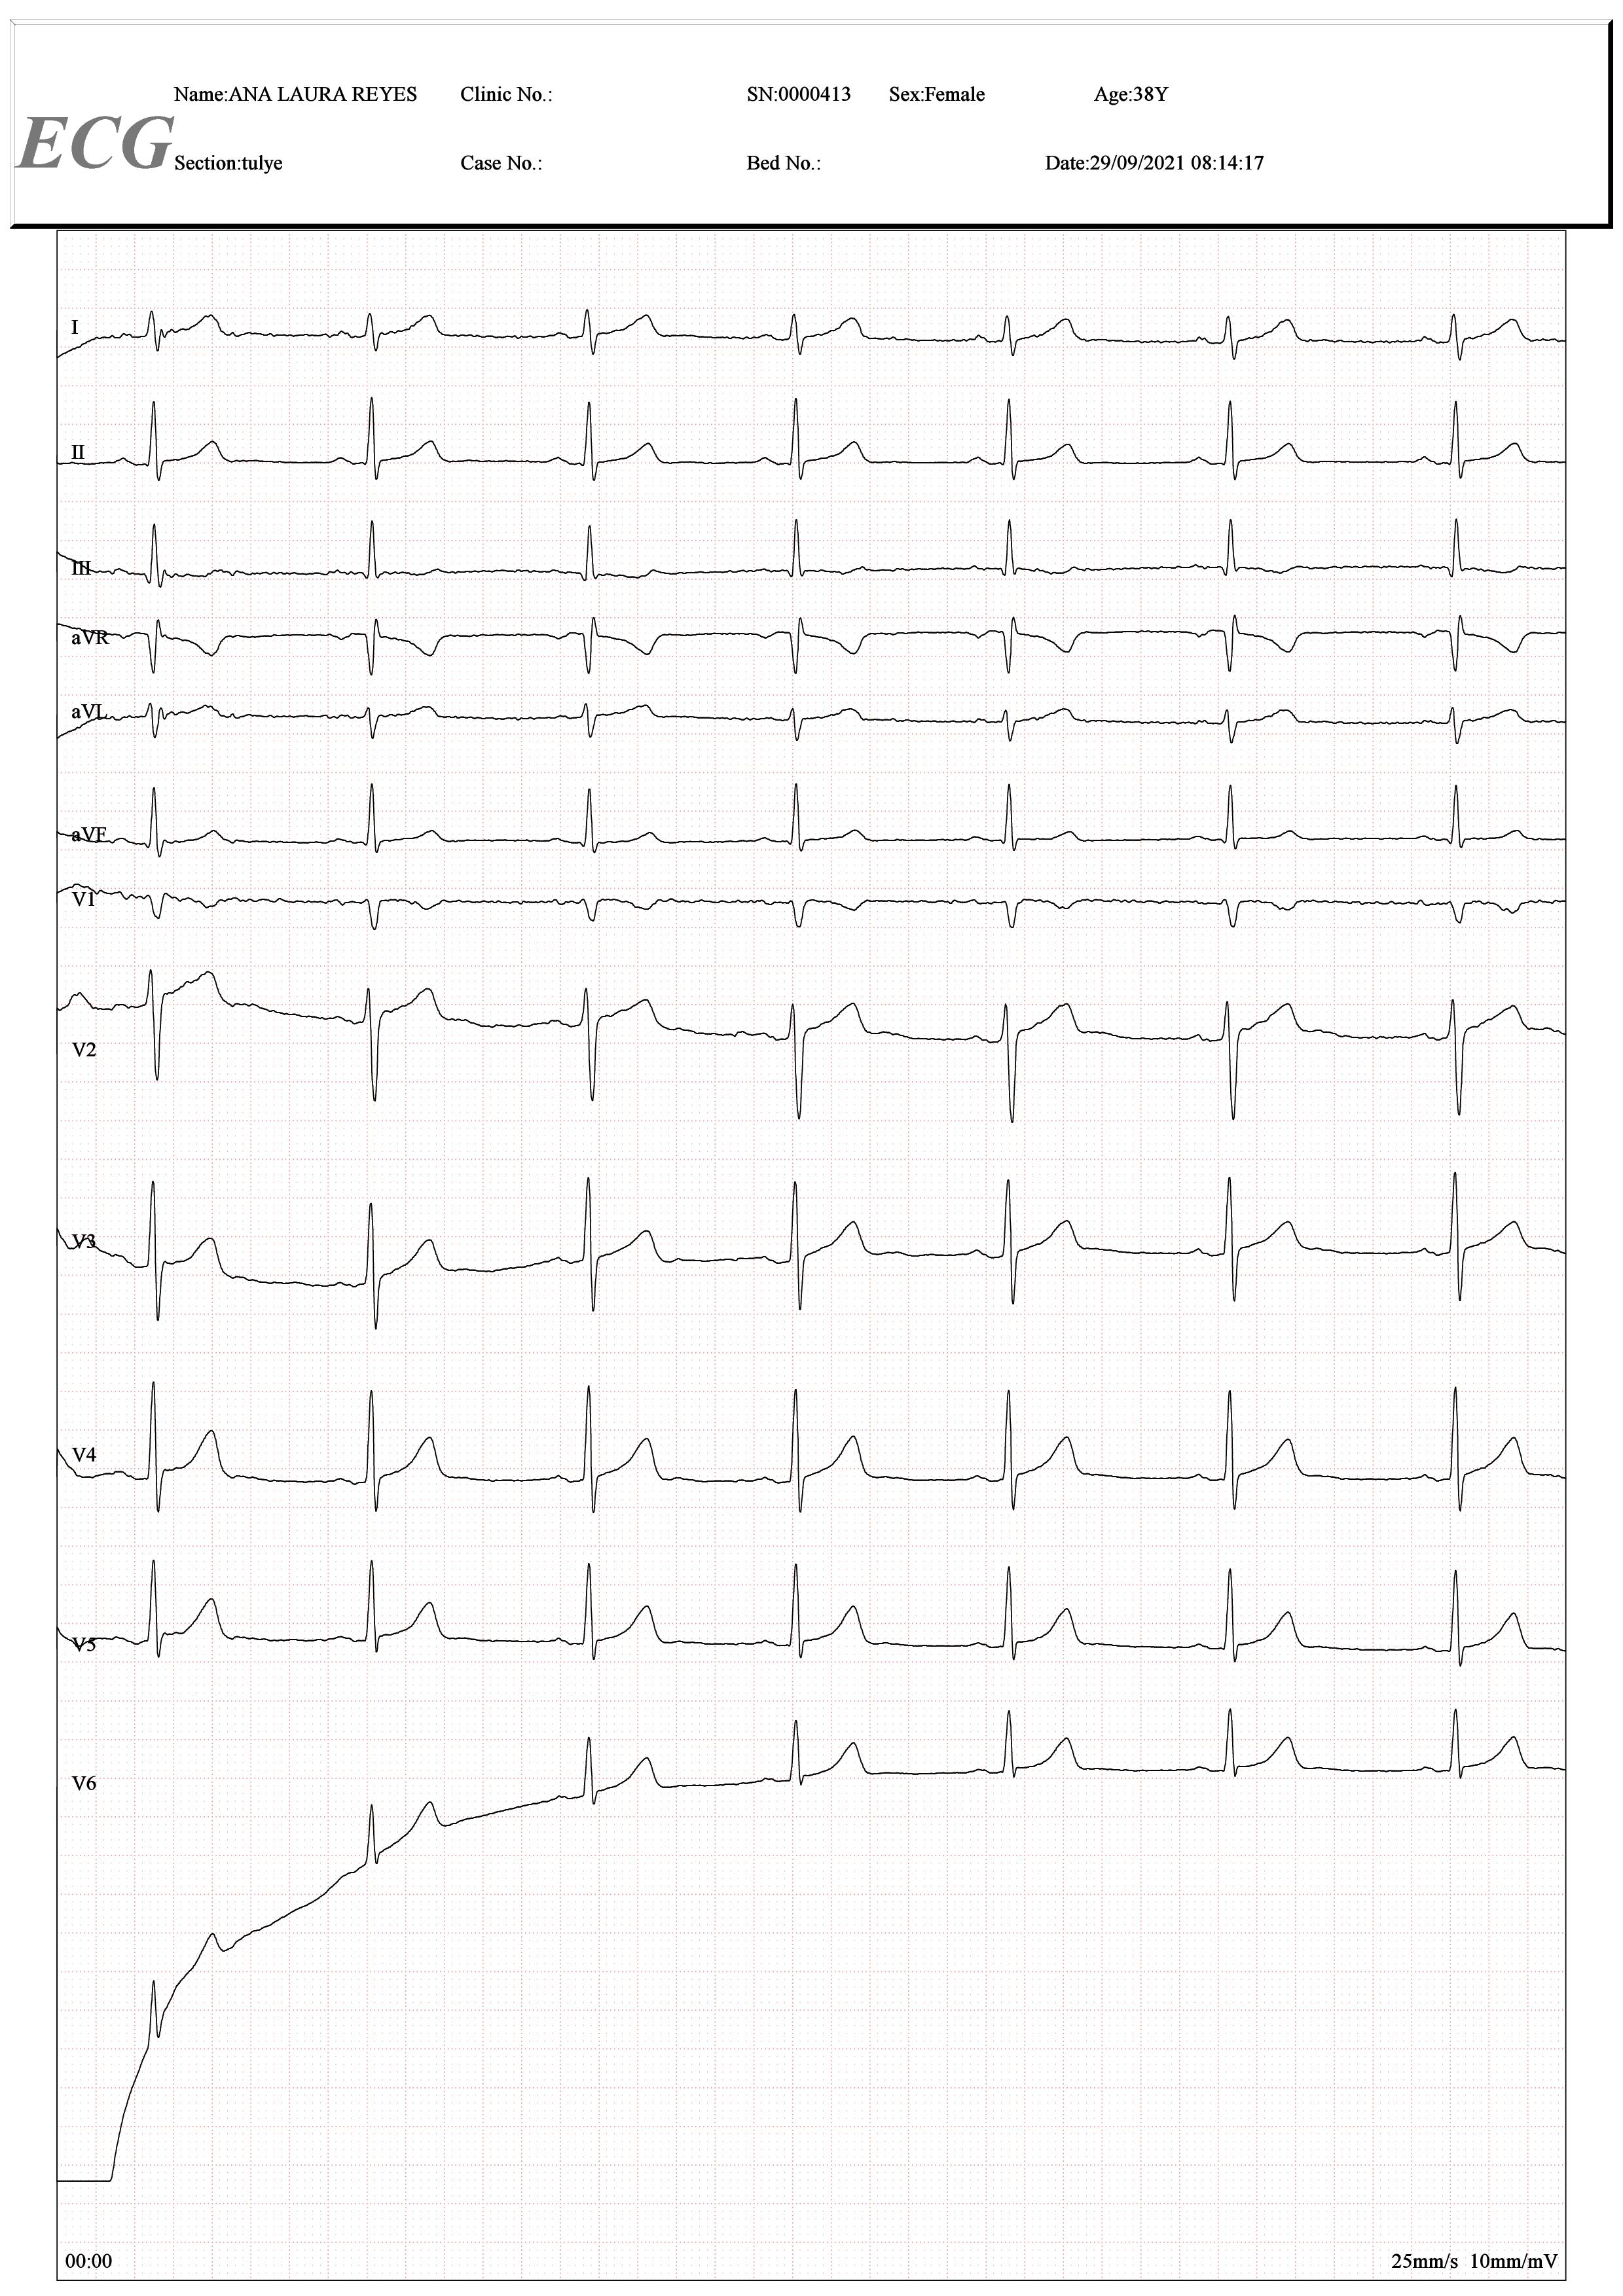 Name:ANA LAURA REYES Clinic No.: SN:0000413 Sex:Female Age:38Y
ECG
Section:tulye Case No.: Bed No.: Date:29/09/2021 08:14:17
I
II
III
aVR
aVL
aVF
V1
V2
V3
V4
V5
V6
00:00 25mm/s 10mm/mV